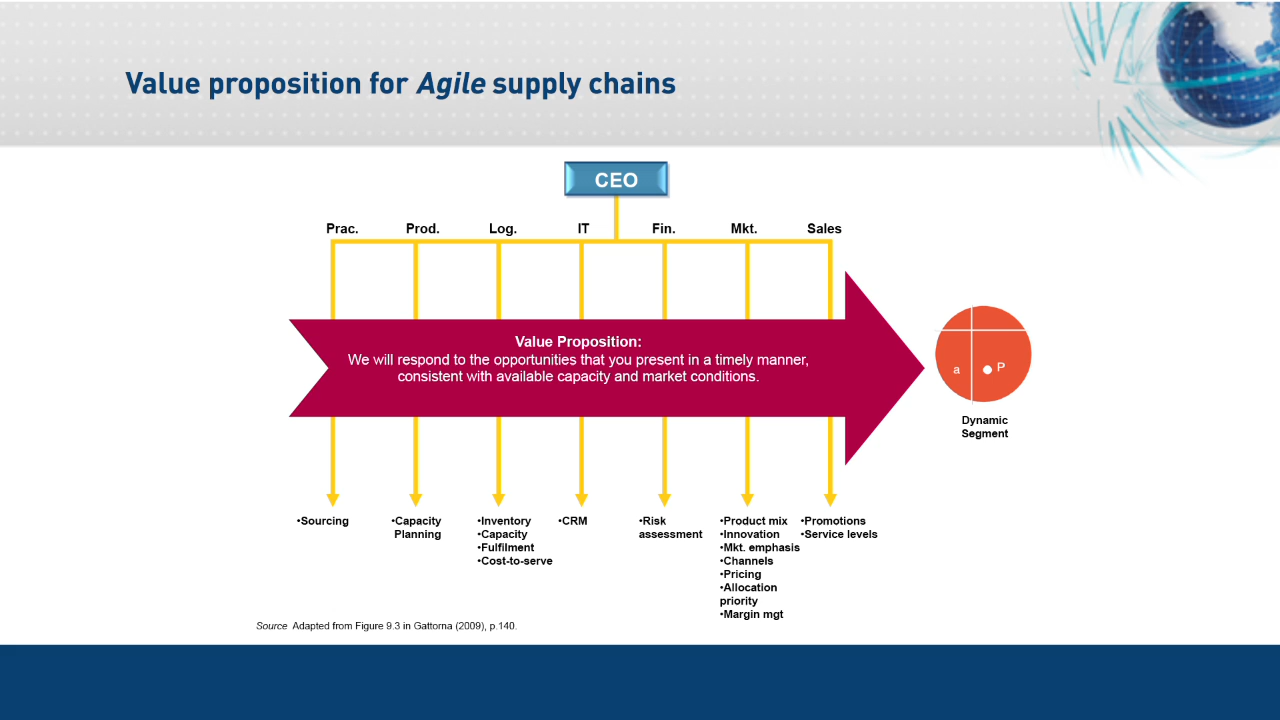 Value proposition for Agile supply chains
CEO
Prac.
Prod.
Log.
IT
Fin.
Mkt.
Sales
Value Proposition:
We will respond to the opportunities that you present in a timely manner,
consistent with available capacity and market conditions.
a
P
Dynamic
Segment
•Sourcing
•Capacity
Planning
•Inventory
•Capacity
•Fulfilment
•Cost-to-serve
•CRM
•Risk
assessment
•Product mix
•Innovation
•Mkt. emphasis
•Channels
•Pricing
•Allocation
priority
•Margin mgt
•Promotions
•Service levels
Source Adapted from Figure 9.3 in Gattorna (2009), p.140.